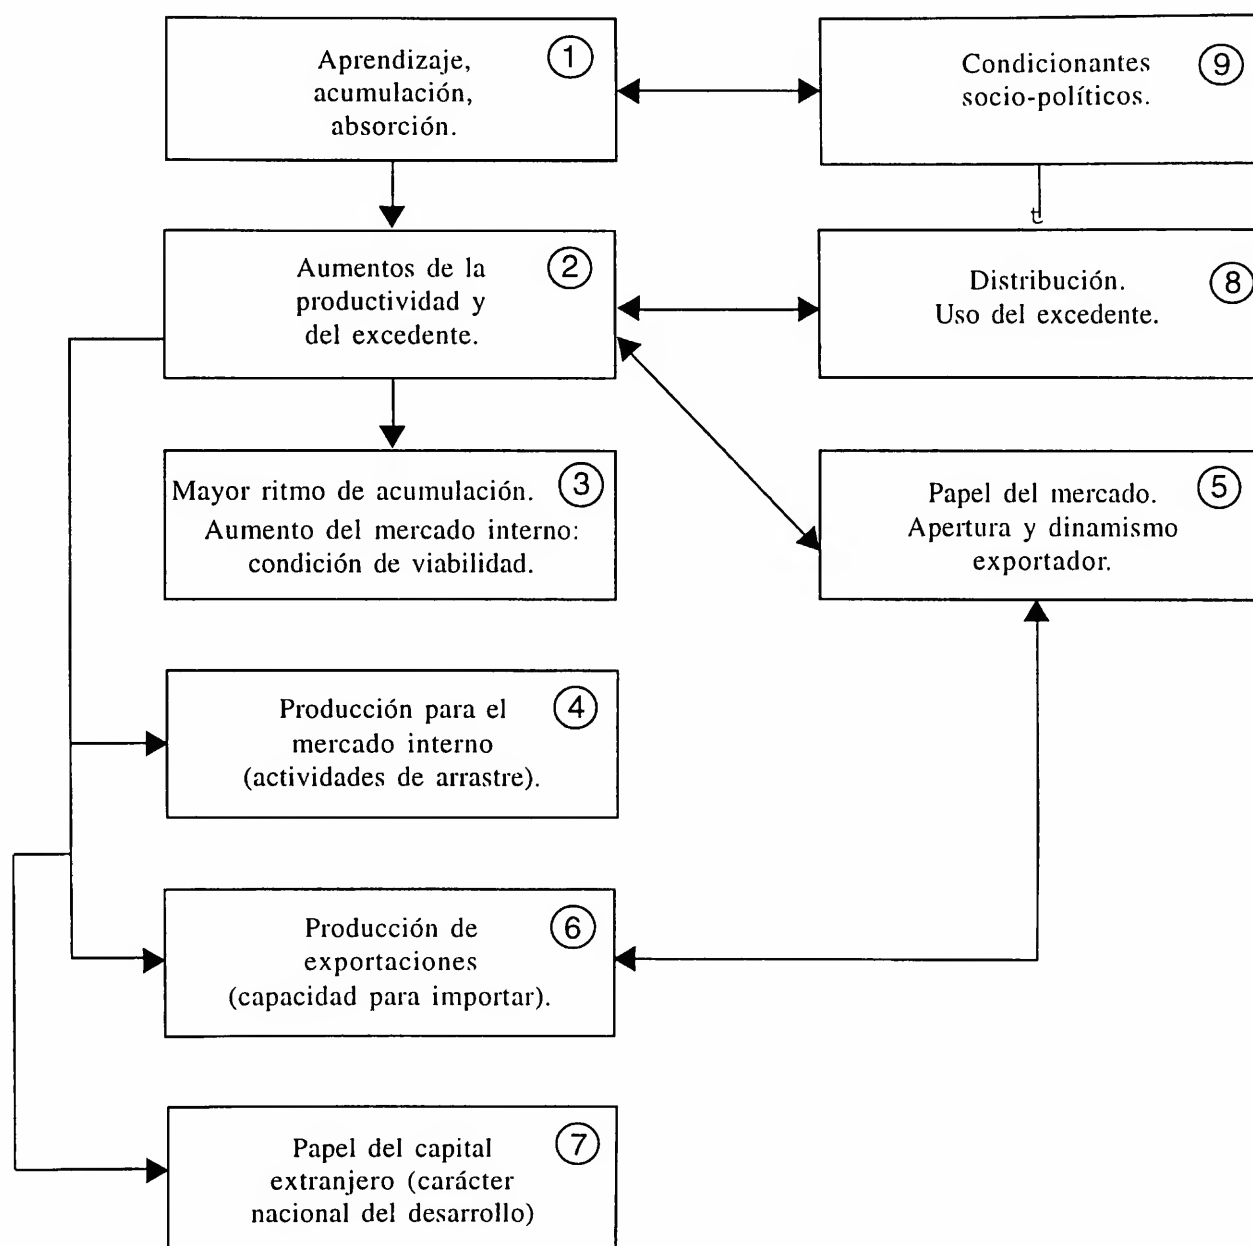 Aprendizaje,
acumulación,
absorción.
1
Condicionantes
socio-políticos.
9
Aumentos de la
productividad y
del excedente.
2
Distribución.
Uso del excedente.
8
Mayor ritmo de acumulación.
Aumento del mercado interno:
condición de viabilidad.
3
Papel del mercado.
Apertura y dinamismo
exportador.
5
Producción para el
mercado interno
(actividades de arrastre).
4
Producción de
exportaciones
(capacidad para importar).
6
Papel del capital
extranjero (carácter
nacional del desarrollo)
7